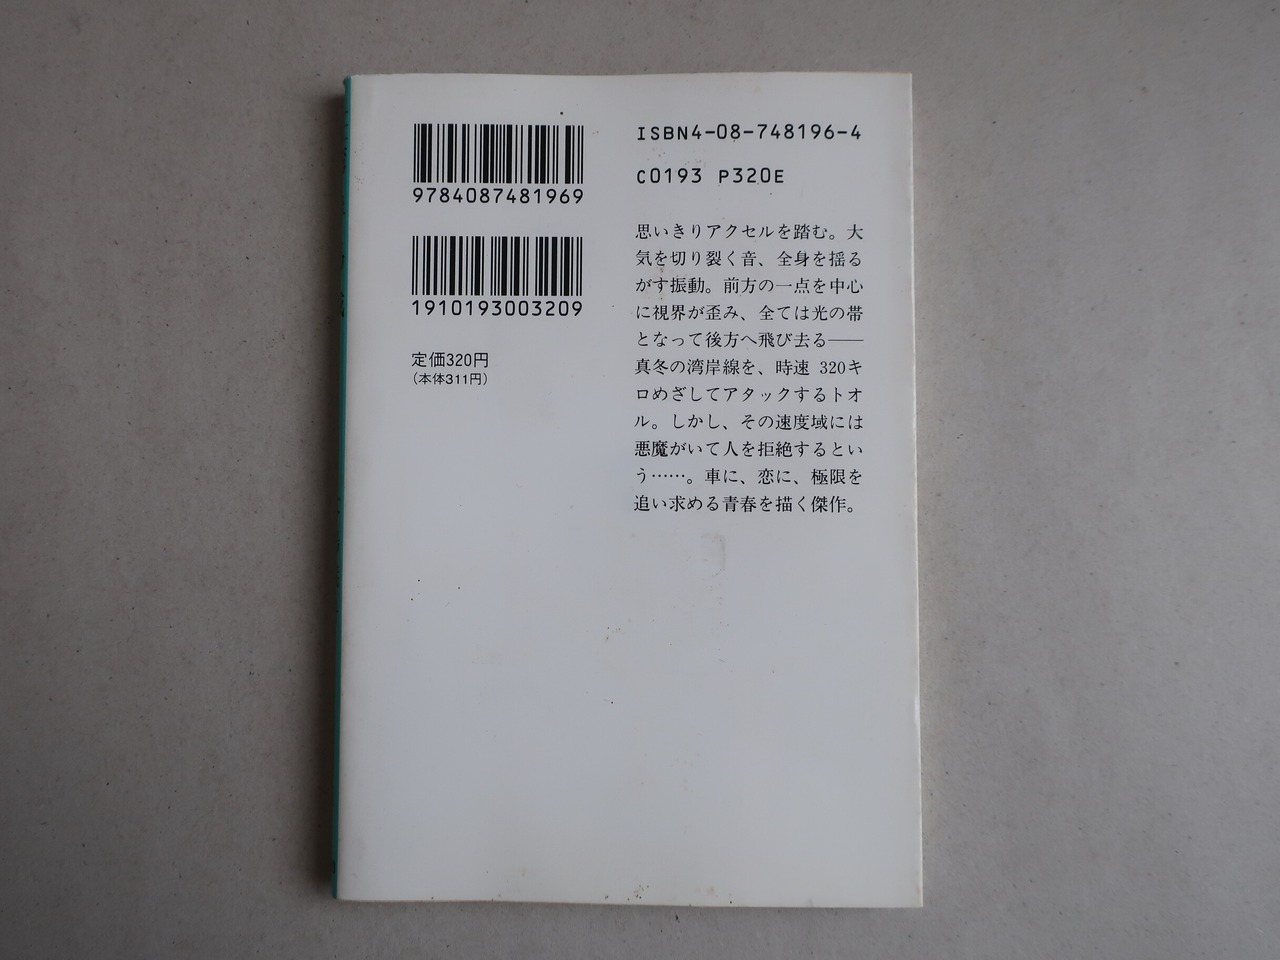 9784087481969
1910193003209
定価320円
(本体311円)
ISBN4-08-748196-4
C0193 P320E
思いきりアクセルを踏む。大
気を切り裂く音、全身を揺る
がす振動。前方の一点を中心
に視界が歪み、全ては光の帯
となって後方へ飛び去る――
真冬の湾岸線を、時速 320キ
ロめざしてアタックするトオ
ル。しかし、その速度域には
悪魔がいて人を拒絶するとい
う……。車に、恋に、極限を
追い求める青春を描く傑作。